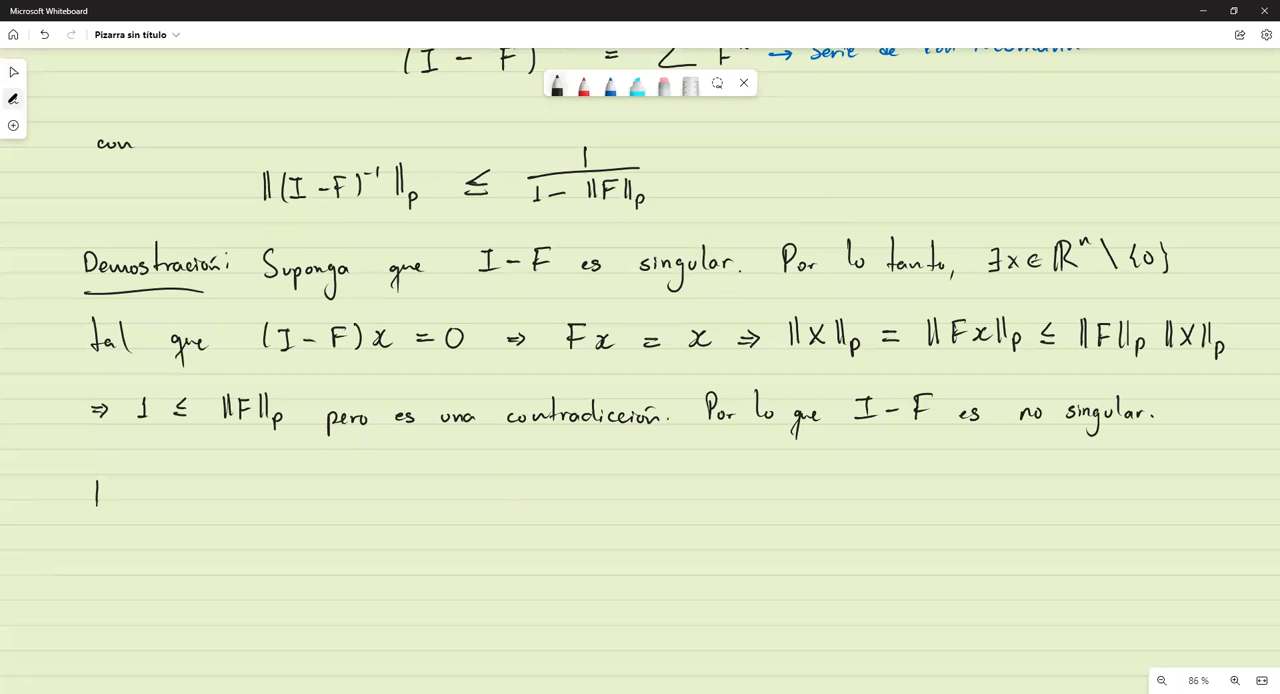 Microsoft Whiteboard
Pizarra sin título
(I - F) = Σ F → Serie de
con
‖(I - F)⁻¹‖ₚ ≤ 1 / (1 - ‖F‖ₚ)
Demostración: Suponga que I - F es singular. Por lo tanto, ∃x ∈ ℝⁿ \ {0}
tal que (I - F)x = 0 ⇒ Fx = x ⇒ ‖x‖ₚ = ‖Fx‖ₚ ≤ ‖F‖ₚ ‖x‖ₚ
⇒ 1 ≤ ‖F‖ₚ pero es una contradicción. Por lo que I - F es no singular.
86 %